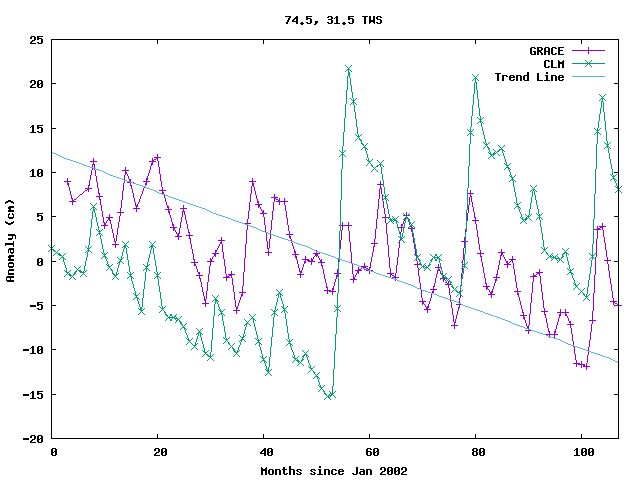 74.5, 31.5 TWS
GRACE
CLM
Trend Line
25
20
15
10
5
0
-5
-10
-15
-20
Anomaly (cm)
0 20 40 60 80 100
Months since Jan 2002